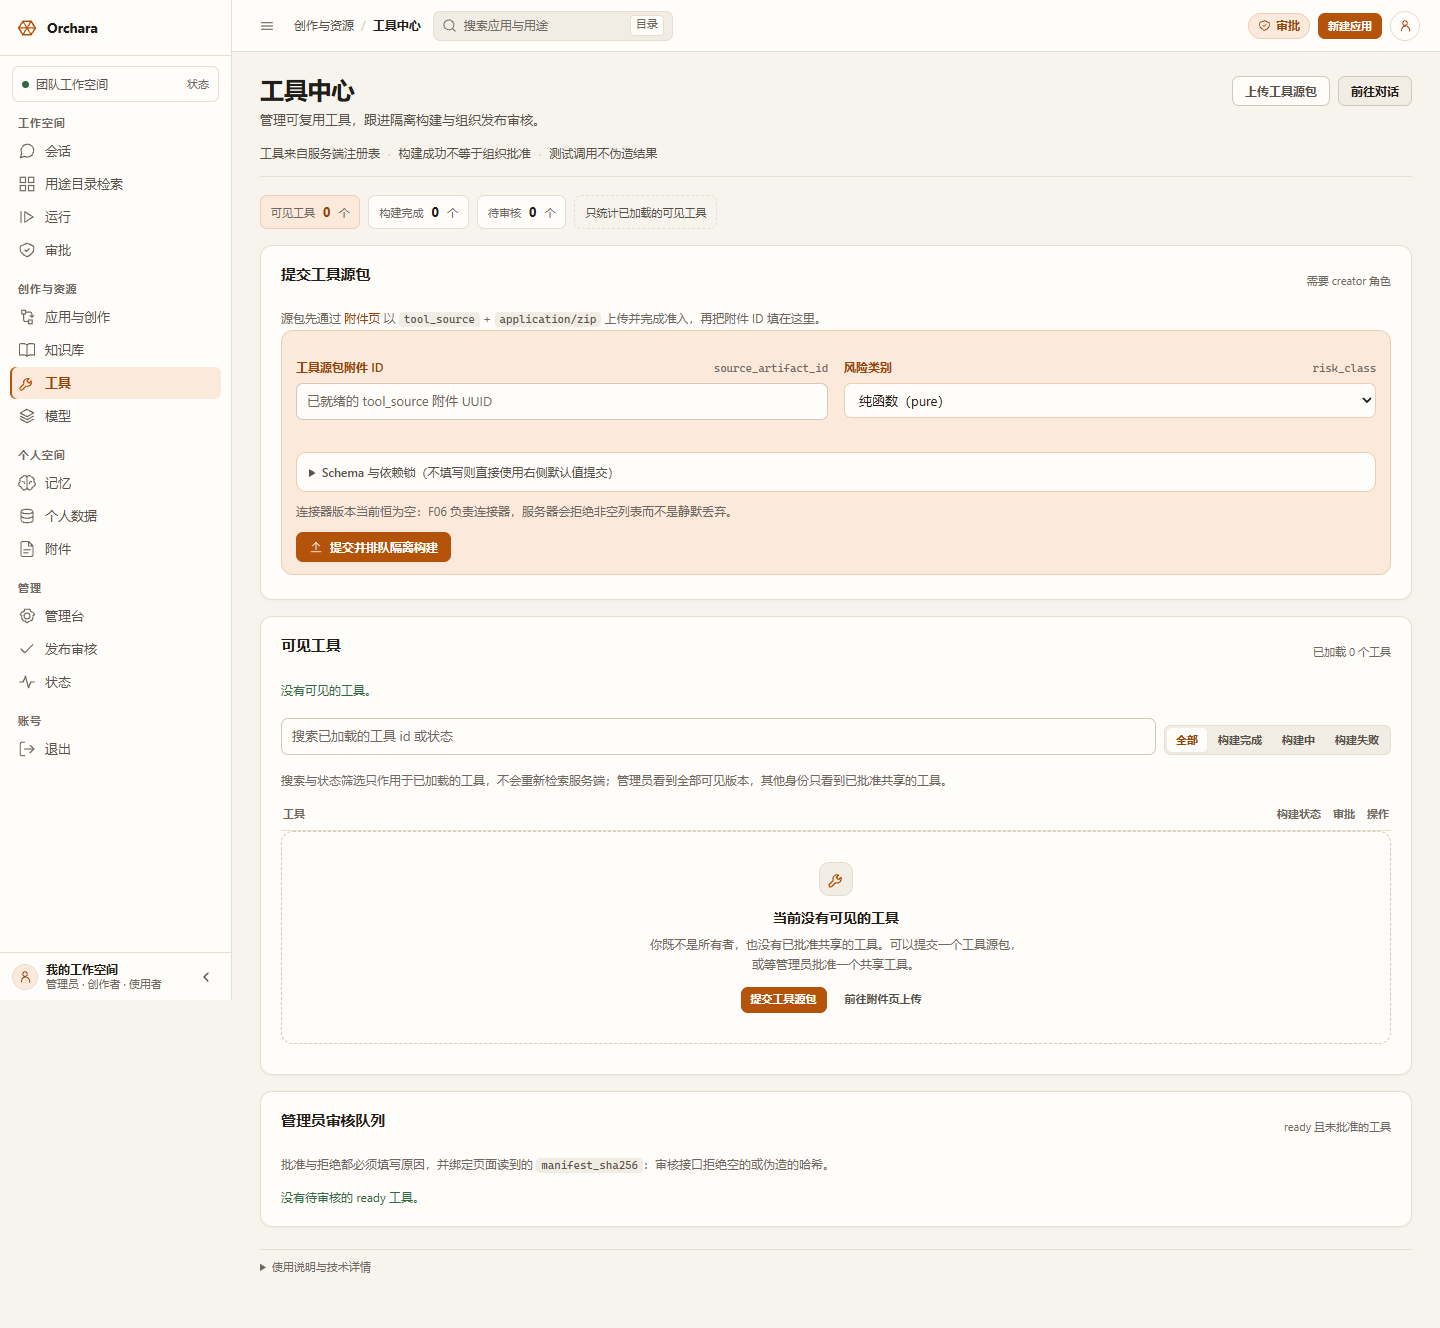 Orchara
团队工作空间 状态
工作空间
会话
用途目录检索
运行
审批
创作与资源
应用与创作
知识库
工具
模型
个人空间
记忆
个人数据
附件
管理
管理台
发布审核
状态
账号
退出
我的工作空间
管理员 · 创作者 · 使用者
创作与资源 / 工具中心
搜索应用与用途 目录
审批
新建应用
工具中心
管理可复用工具，跟进隔离构建与组织发布审核。
上传工具源包
前往对话
工具来自服务端注册表 · 构建成功不等于组织批准 · 测试调用不伪造结果
可见工具 0 个
构建完成 0 个
待审核 0 个
只统计已加载的可见工具
提交工具源包
需要 creator 角色
源包先通过 附件页 以 tool_source + application/zip 上传并完成准入，再把附件 ID 填在这里。
工具源包附件 ID source_artifact_id
已就绪的 tool_source 附件 UUID
风险类别 risk_class
纯函数（pure）
Schema 与依赖锁（不填写则直接使用右侧默认值提交）
连接器版本当前恒为空：F06 负责连接器，服务器会拒绝非空列表而不是静默丢弃。
提交并排队隔离构建
可见工具
已加载 0 个工具
没有可见的工具。
搜索已加载的工具 id 或状态
全部 构建完成 构建中 构建失败
搜索与状态筛选只作用于已加载的工具，不会重新检索服务端；管理员看到全部可见版本，其他身份只看到已批准共享的工具。
工具 构建状态 审批 操作
当前没有可见的工具
你既不是所有者，也没有已批准共享的工具。可以提交一个工具源包，
或等管理员批准一个共享工具。
提交工具源包 前往附件页上传
管理员审核队列
ready 且未批准的工具
批准与拒绝都必须填写原因，并绑定页面读到的 manifest_sha256；审核接口拒绝空的或伪造的哈希。
没有待审核的 ready 工具。
使用说明与技术详情